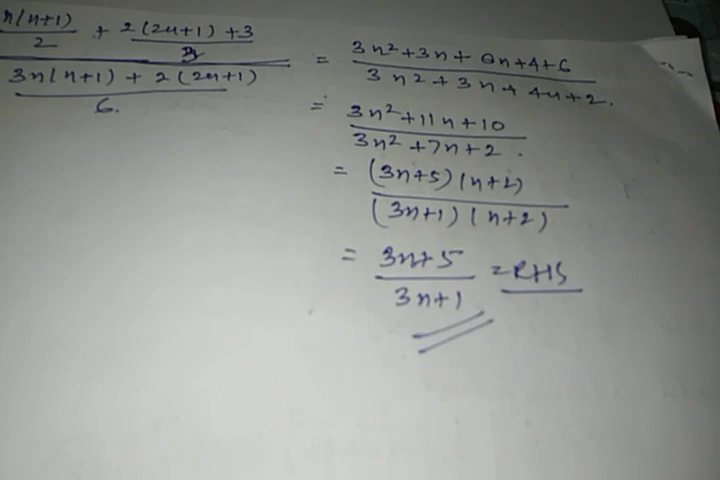 n(n+1)/2 + 2(2n+1)+3/3 = 3n²+3n+8n+4+6
3n(n+1) + 2(2n+1)/6. 3n2+3n+4n+2.
= 3n²+11n+10
3n²+7n+2.
= (3n+5)(n+2)
(3n+1)(n+2)
= 3n+5 = RHS
3n+1